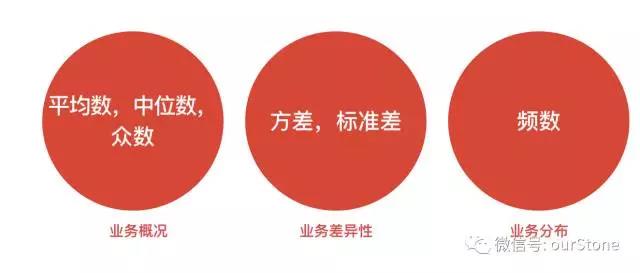 平均数，中位数，
众数
方差，标准差
频数
业务概况
业务差异性
业务分布
微信号: ourStone